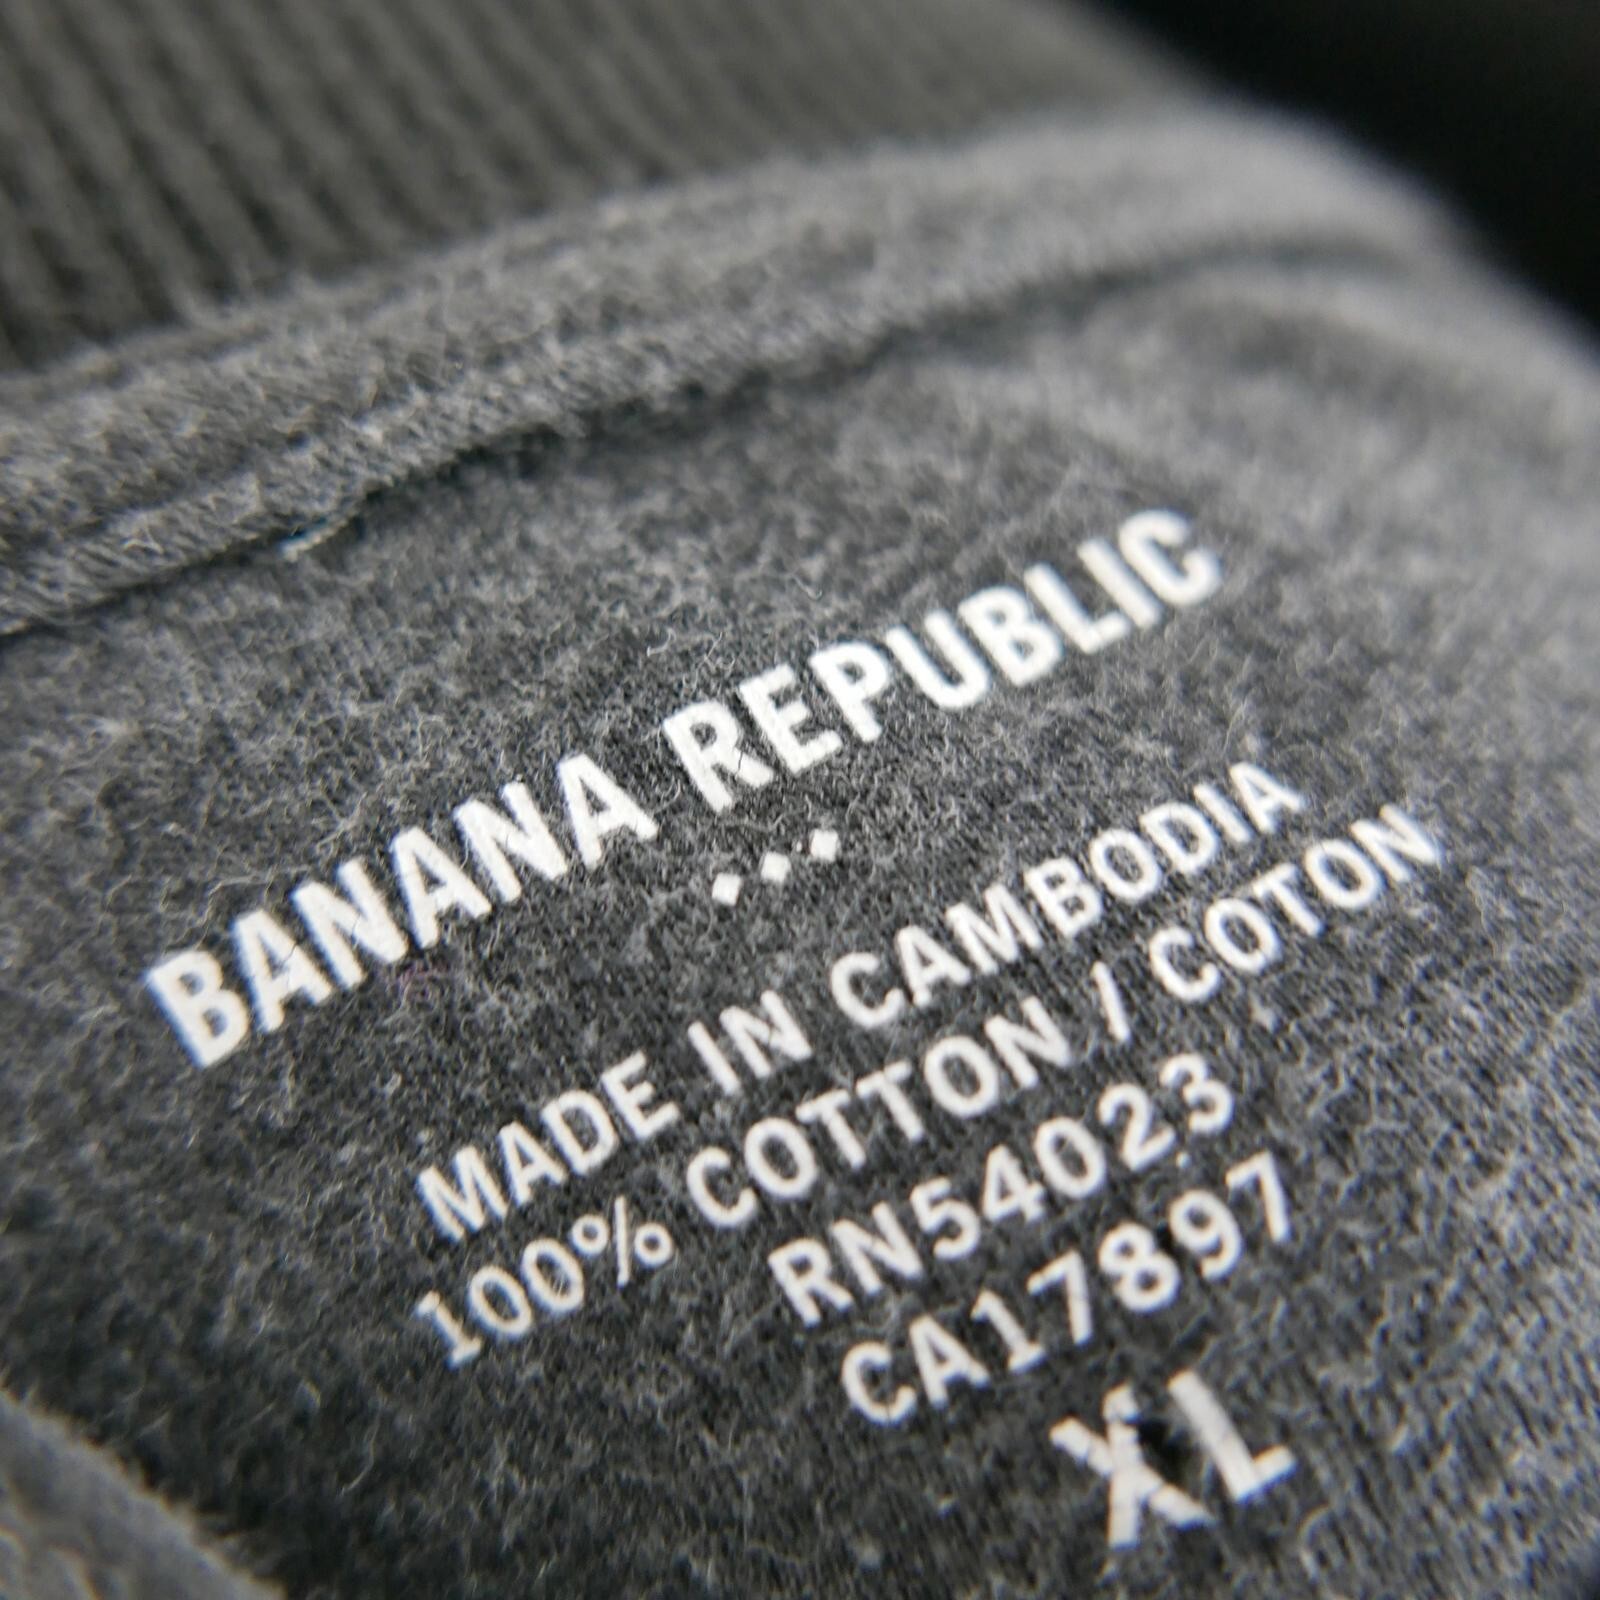 BANANA REPUBLIC
MADE IN CAMBODIA
100% COTTON / COTON
RN54023
CA17897
XL